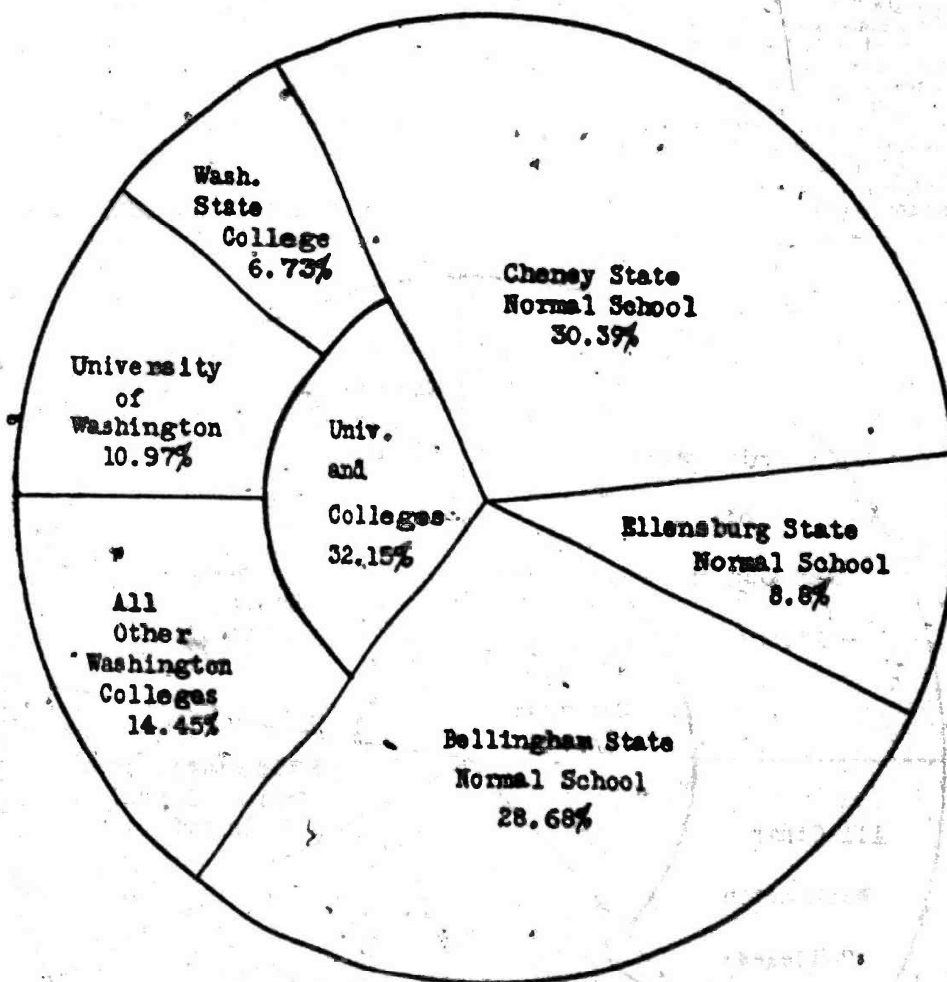 Wash.
State
College
6.73%
Cheney State
Normal School
30.39%
University
of
Washington
10.97%
Univ.
and
Colleges
32.15%
Ellensburg State
Normal School
8.8%
All
Other
Washington
Colleges
14.45%
Bellingham State
Normal School
28.68%